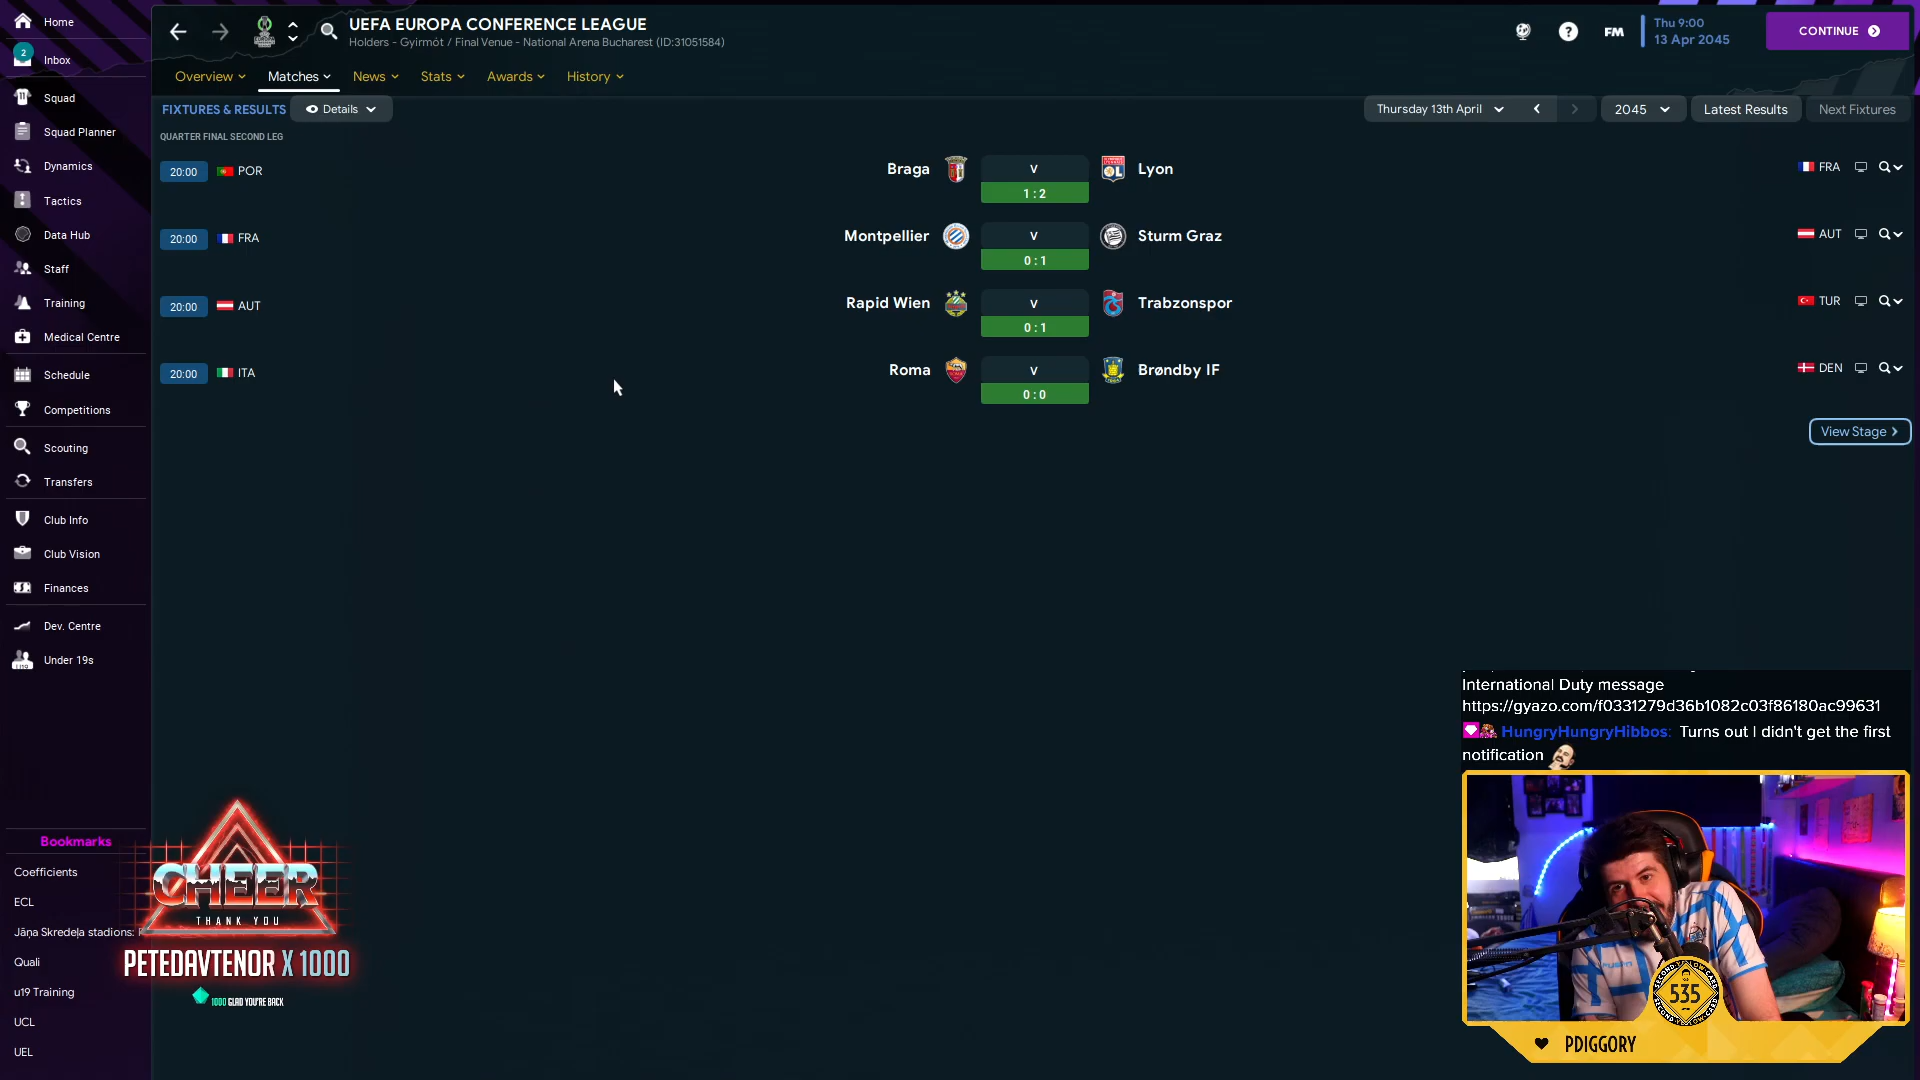 Home
2
Inbox
Squad
Squad Planner
Dynamics
Tactics
Data Hub
Staff
Training
Medical Centre
Schedule
Competitions
Scouting
Transfers
Club Info
Club Vision
Finances
Dev. Centre
Under 19s
Bookmarks
Coefficients
ECL
Jāņa Skredeļa stadions:
Quali
u19 Training
UCL
UEL
UEFA EUROPA CONFERENCE LEAGUE
Holders - Gyirmót / Final Venue - National Arena Bucharest (ID:31051584)
FM
Thu 9:00
13 Apr 2045
CONTINUE
Overview
Matches
News
Stats
Awards
History
FIXTURES & RESULTS
Details
Thursday 13th April
2045
Latest Results
Next Fixtures
QUARTER FINAL SECOND LEG
20:00 POR Braga v Lyon FRA
1 : 2
20:00 FRA Montpellier v Sturm Graz AUT
0 : 1
20:00 AUT Rapid Wien v Trabzonspor TUR
0 : 1
20:00 ITA Roma v Brøndby IF DEN
0 : 0
View Stage
International Duty message
https://gyazo.com/f0331279d36b1082c03f86180ac99631
HungryHungryHibbos: Turns out I didn't get the first
notification
CHEER
THANK YOU
PETEDAVTENOR X 1000
1000 GLAD YOU'RE BACK
SECOND YELLOW CARD
535
PDIGGORY